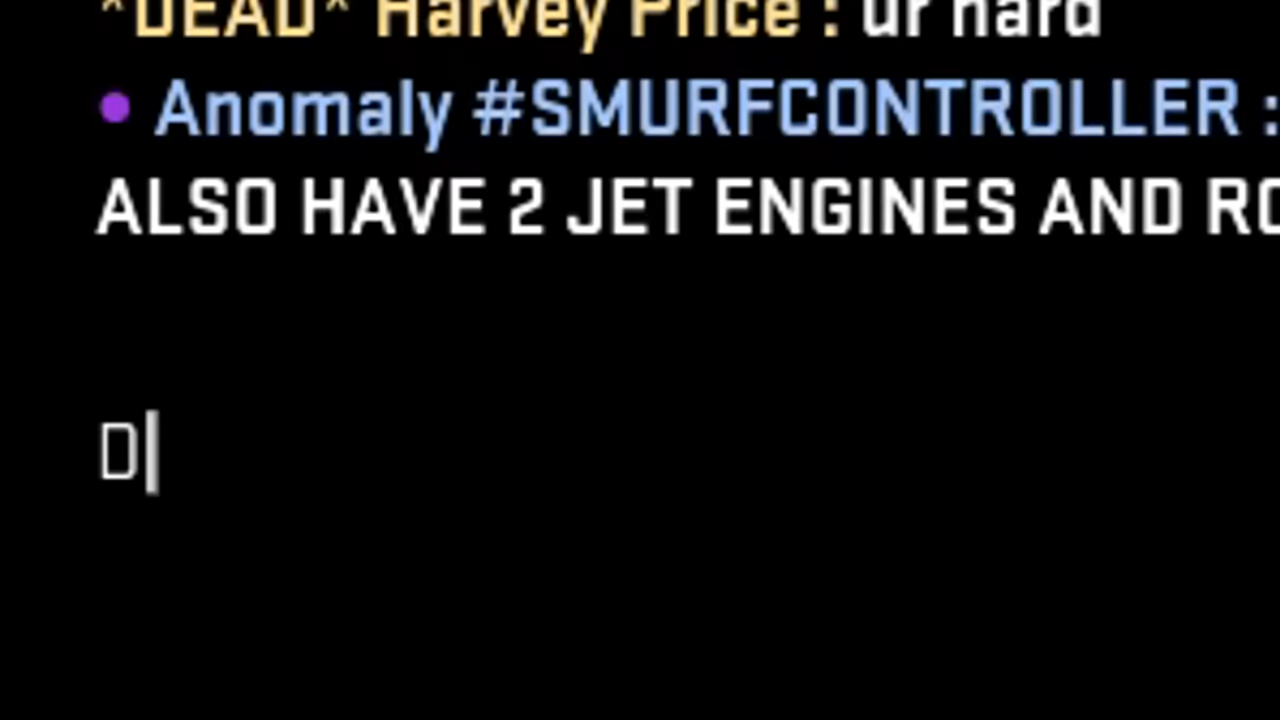 *DEAD* Harvey Price : ur hard
• Anomaly #SMURFCONTROLLER :
ALSO HAVE 2 JET ENGINES AND
D